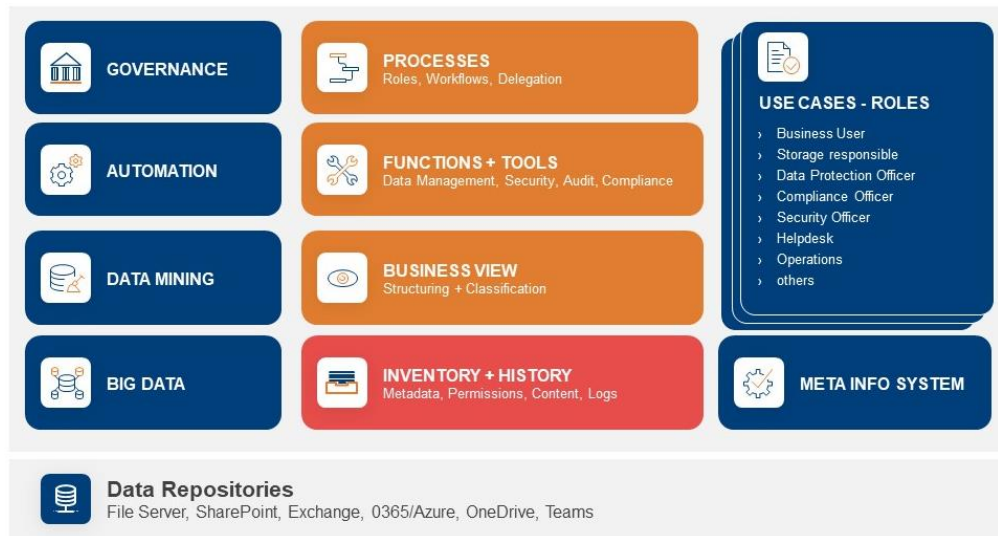 GOVERNANCE
PROCESSES
Roles, Workflows, Delegation
AUTOMATION
FUNCTIONS + TOOLS
Data Management, Security, Audit, Compliance
DATA MINING
BUSINESS VIEW
Structuring + Classification
BIG DATA
INVENTORY + HISTORY
Metadata, Permissions, Content, Logs
USE CASES - ROLES
› Business User
› Storage responsible
› Data Protection Officer
› Compliance Officer
› Security Officer
› Helpdesk
› Operations
› others
META INFO SYSTEM
Data Repositories
File Server, SharePoint, Exchange, 0365/Azure, OneDrive, Teams